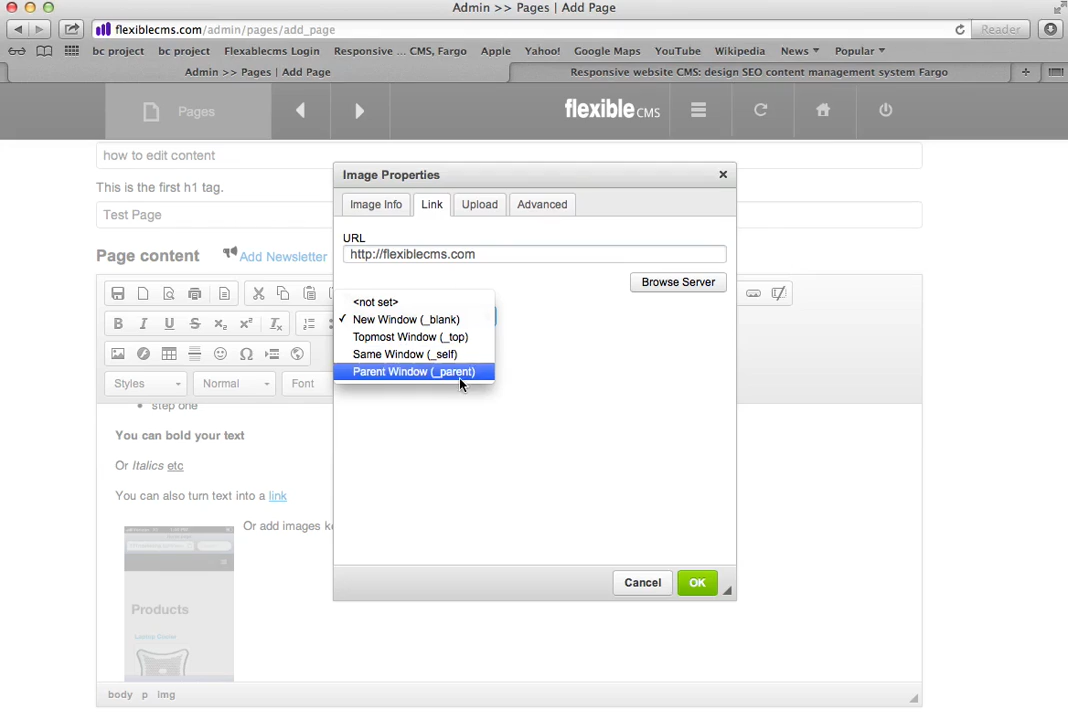 Admin >> Pages | Add Page
flexiblecms.com/admin/pages/add_page
Reader
bc project bc project Flexablecms Login Responsive ... CMS, Fargo Apple Yahoo! Google Maps YouTube Wikipedia News Popular
Admin >> Pages | Add Page
Responsive website CMS: design SEO content management system Fargo
Pages
flexible CMS
how to edit content
This is the first h1 tag.
Test Page
Page content
Add Newsletter
Image Properties
Image Info Link Upload Advanced
URL
http://flexiblecms.com
Browse Server
<not set>
✓ New Window (_blank)
Topmost Window (_top)
Same Window (_self)
Parent Window (_parent)
Cancel OK
B I U S x₂ x² Ix
Styles Normal Font
• step one
You can bold your text
Or Italics etc
You can also turn text into a link
Or add images
Products
body p img